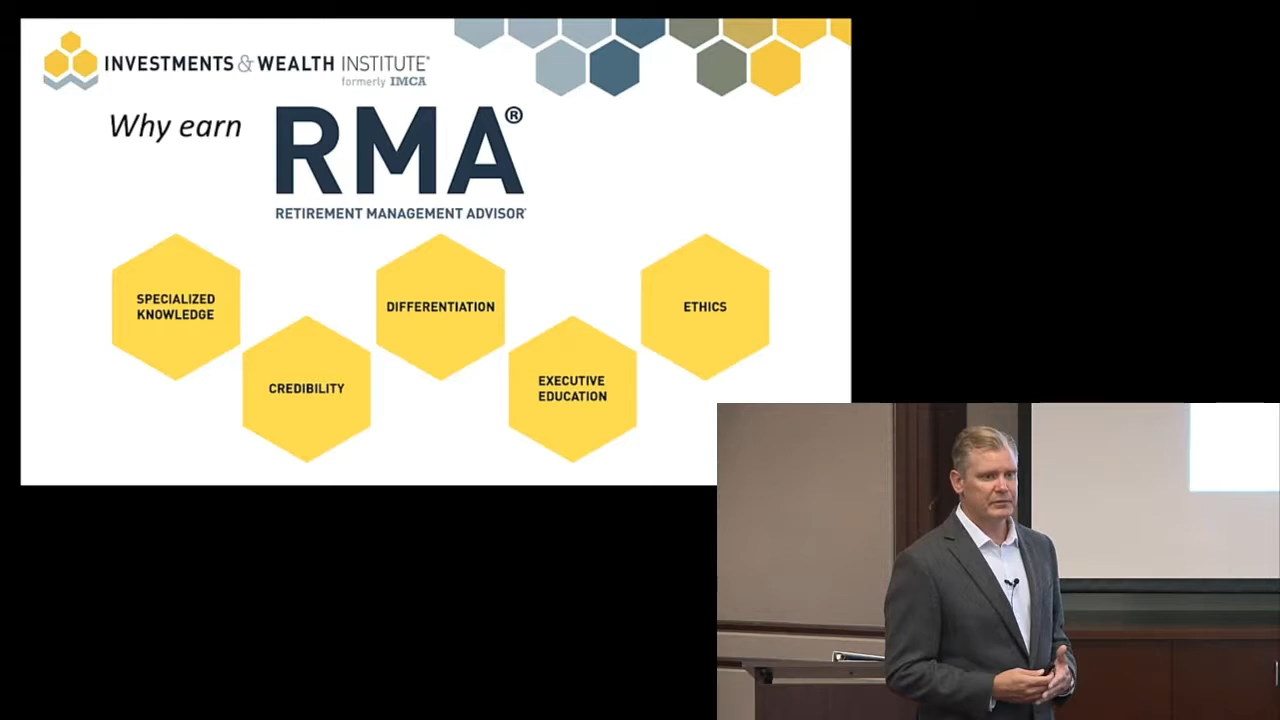 INVESTMENTS & WEALTH INSTITUTE®
formerly IMCA
Why earn
RMA®
RETIREMENT MANAGEMENT ADVISOR
SPECIALIZED
KNOWLEDGE
CREDIBILITY
DIFFERENTIATION
EXECUTIVE
EDUCATION
ETHICS